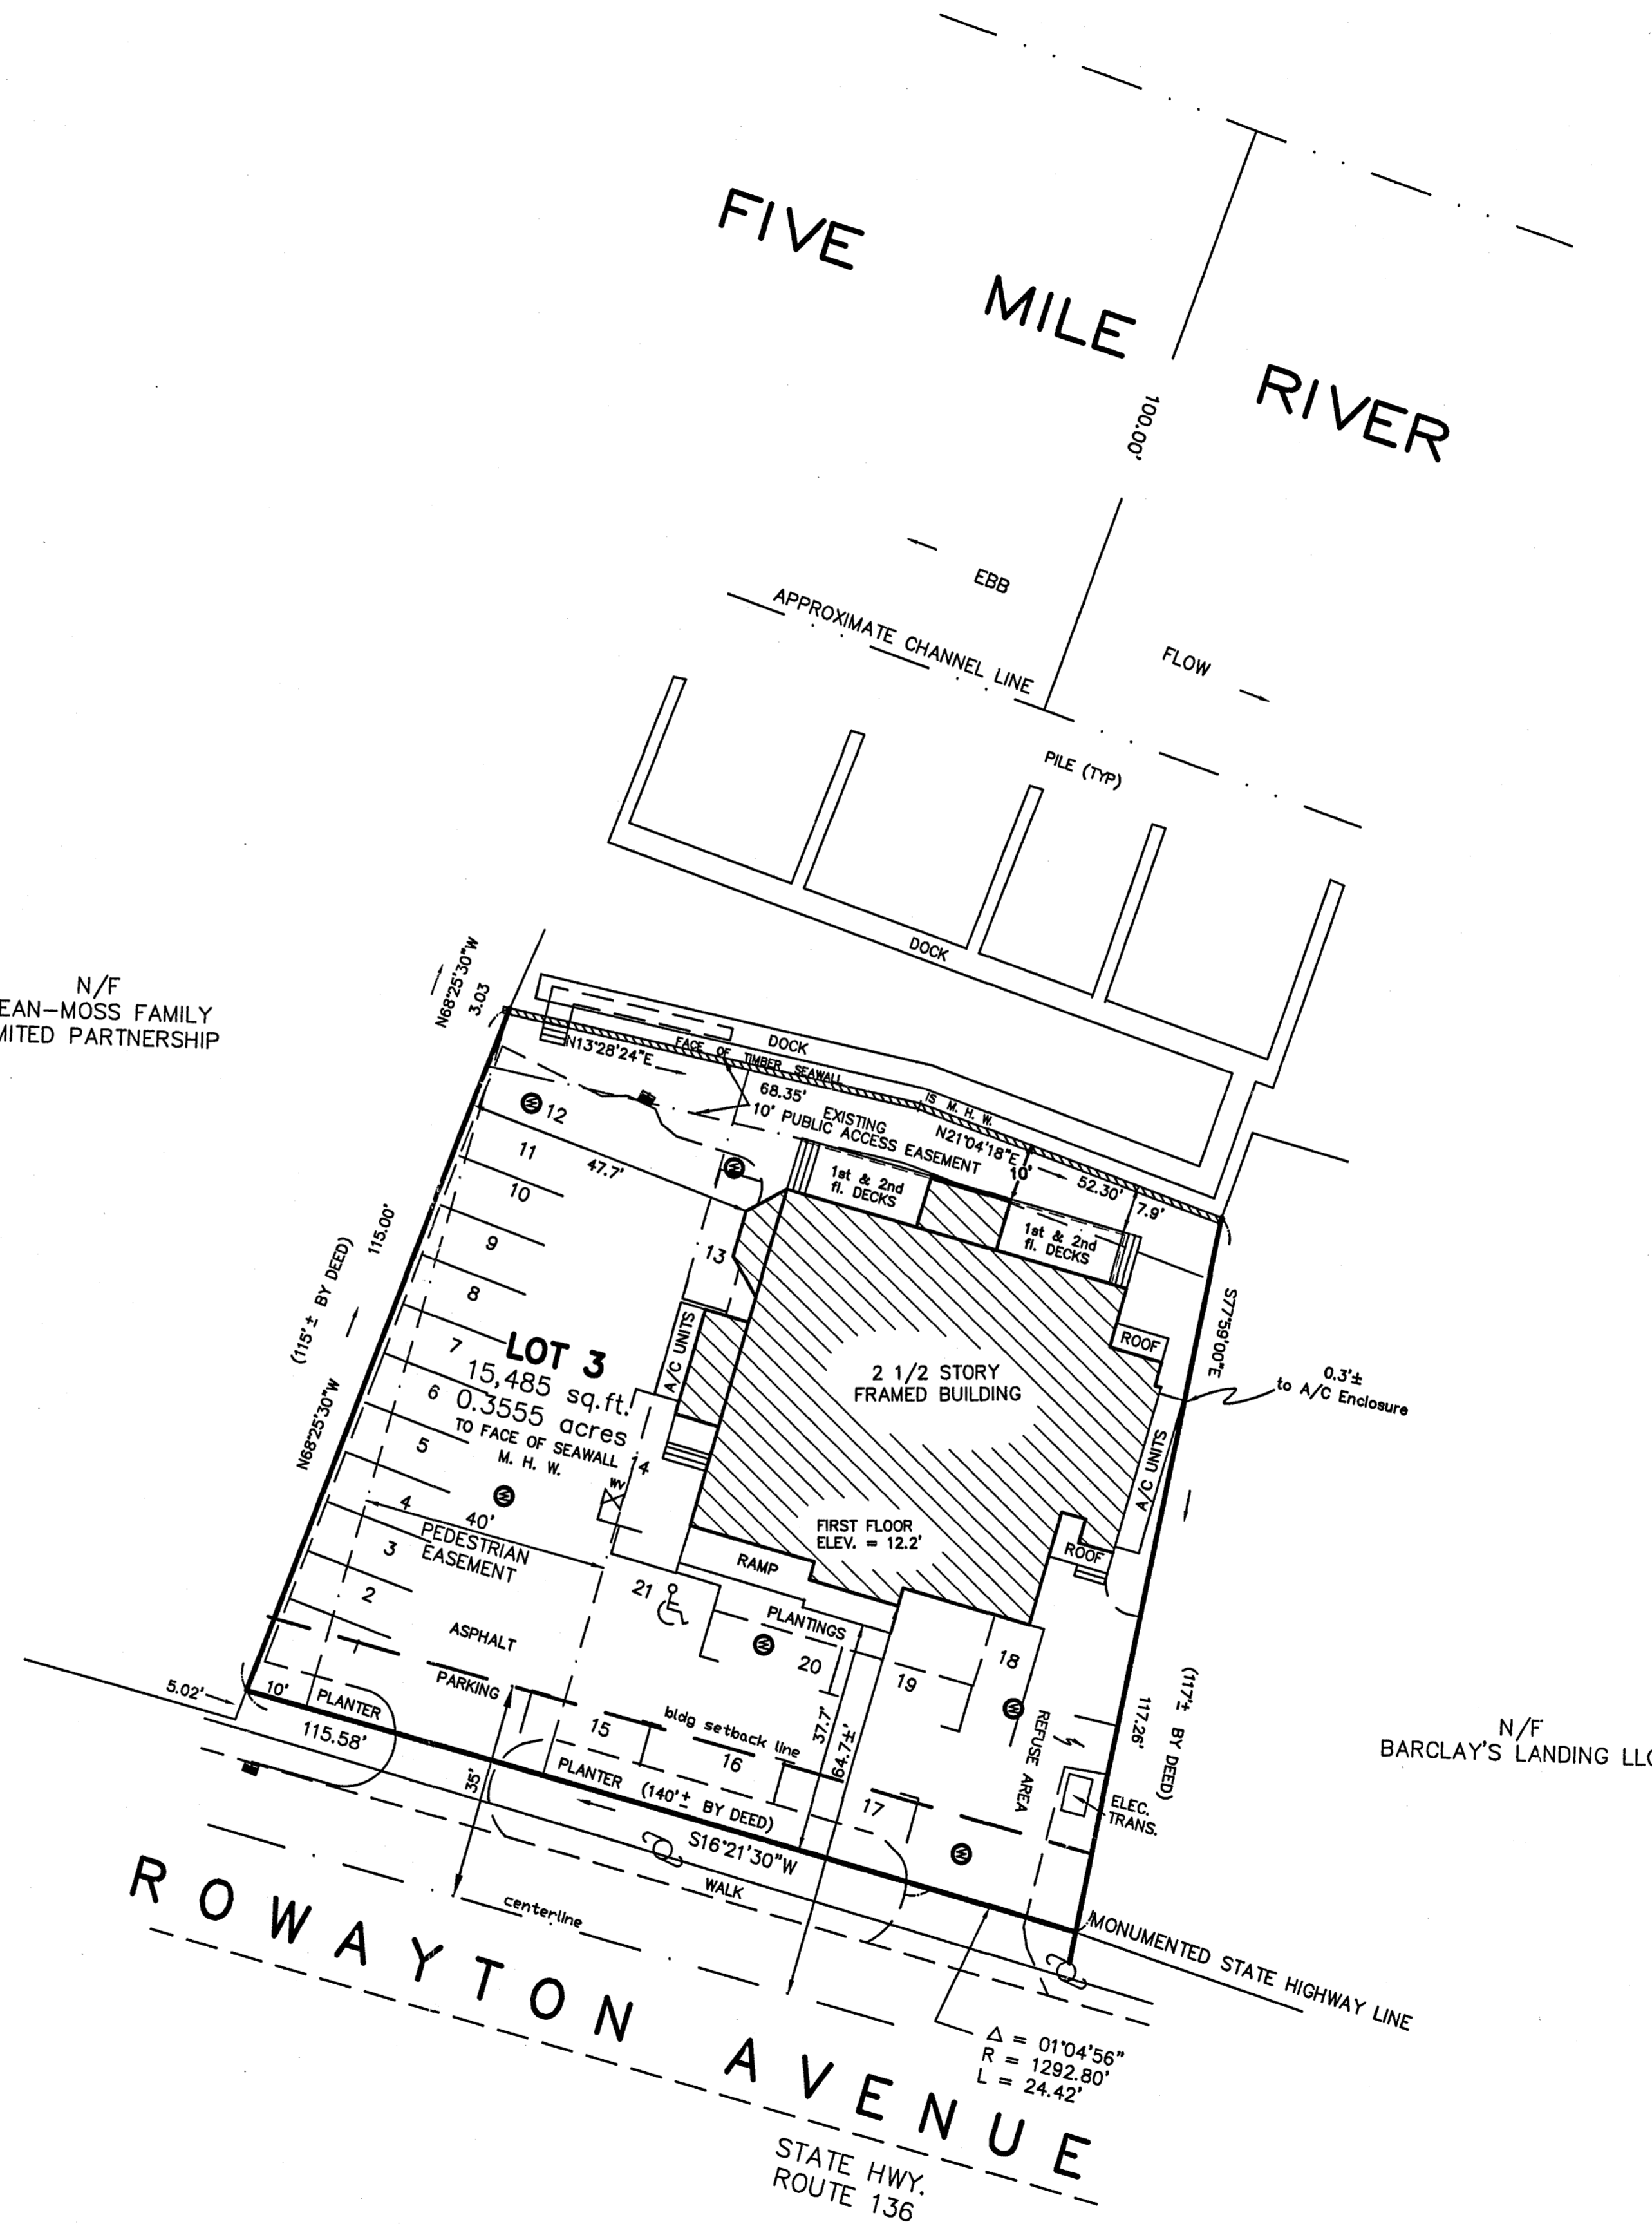 FIVE MILE RIVER
100.00'
EBB
APPROXIMATE CHANNEL LINE
FLOW
PILE (TYP)
DOCK
N/F
EAN-MOSS FAMILY
MITED PARTNERSHIP
N68°25'30"W
3.03
DOCK
FACE OF TIMBER SEAWALL IS M. H. W.
N13°28'24"E
68.35'
EXISTING
10' PUBLIC ACCESS EASEMENT
N21°04'18"E
10'
52.30'
7.9'
12
11
47.7'
10
9
8
7
6
5
4
3
2
13
1st & 2nd
fl. DECKS
1st & 2nd
fl. DECKS
115.00'
(115'± BY DEED)
N68°25'30"W
LOT 3
15,485 sq.ft.
0.3555 acres
TO FACE OF SEAWALL
M. H. W.
14
WV
A/C UNITS
2 1/2 STORY
FRAMED BUILDING
ROOF
S77°59'00"E
0.3'±
to A/C Enclosure
A/C UNITS
FIRST FLOOR
ELEV. = 12.2'
ROOF
40'
PEDESTRIAN
EASEMENT
RAMP
21
PLANTINGS
20
19
18
ASPHALT
PARKING
5.02'
10'
PLANTER
115.58'
15
bldg setback line
16
37.7'
64.7'±
17
REFUSE AREA
ELEC.
TRANS.
117.26'
(117'± BY DEED)
N/F
BARCLAY'S LANDING LLC
35'
PLANTER
(140'± BY DEED)
S16°21'30"W
WALK
centerline
MONUMENTED STATE HIGHWAY LINE
Δ = 01°04'56"
R = 1292.80'
L = 24.42'
ROWAYTON AVENUE
STATE HWY.
ROUTE 136